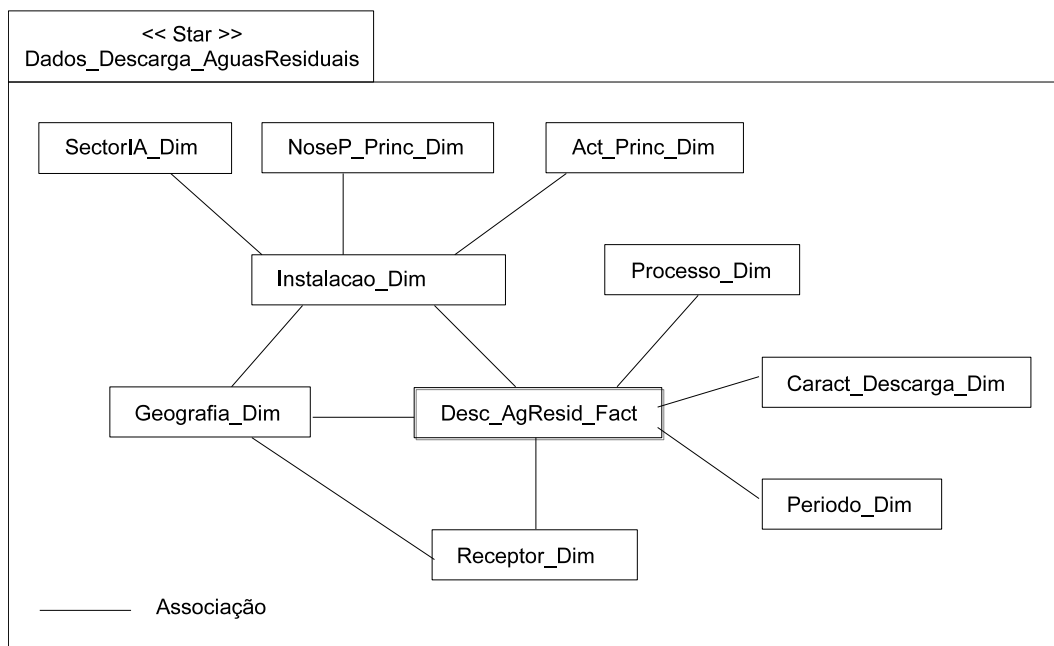 << Star >>
Dados_Descarga_AguasResiduais
SectorIA_Dim
NoseP_Princ_Dim
Act_Princ_Dim
Instalacao_Dim
Processo_Dim
Caract_Descarga_Dim
Geografia_Dim
Desc_AgResid_Fact
Periodo_Dim
Receptor_Dim
Associação